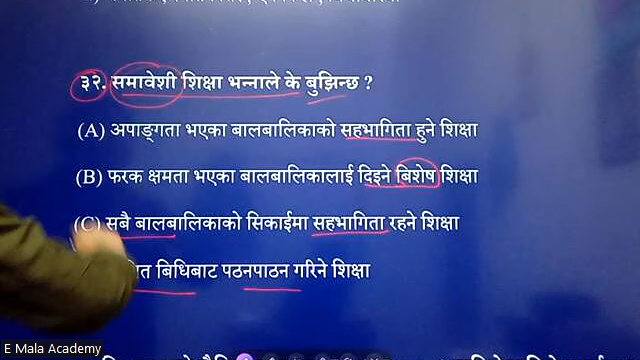 ३२. समावेशी शिक्षा भन्नाले के बुझिन्छ ?
(A) अपाङ्गता भएका बालबालिकाको सहभागिता हुने शिक्षा
(B) फरक क्षमता भएका बालबालिकालाई दिइने बिशेष शिक्षा
(C) सबै बालबालिकाको सिकाईमा सहभागिता रहने शिक्षा
बिधिबाट पठनपाठन गरिने शिक्षा
E Mala Academy